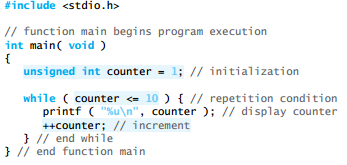 #include <stdio.h>
// function main begins program execution
int main( void )
{
unsigned int counter = 1; // initialization
while ( counter <= 10 ) { // repetition condition
printf ( "%u\n", counter ); // display counter
++counter; // increment
} // end while
} // end function main